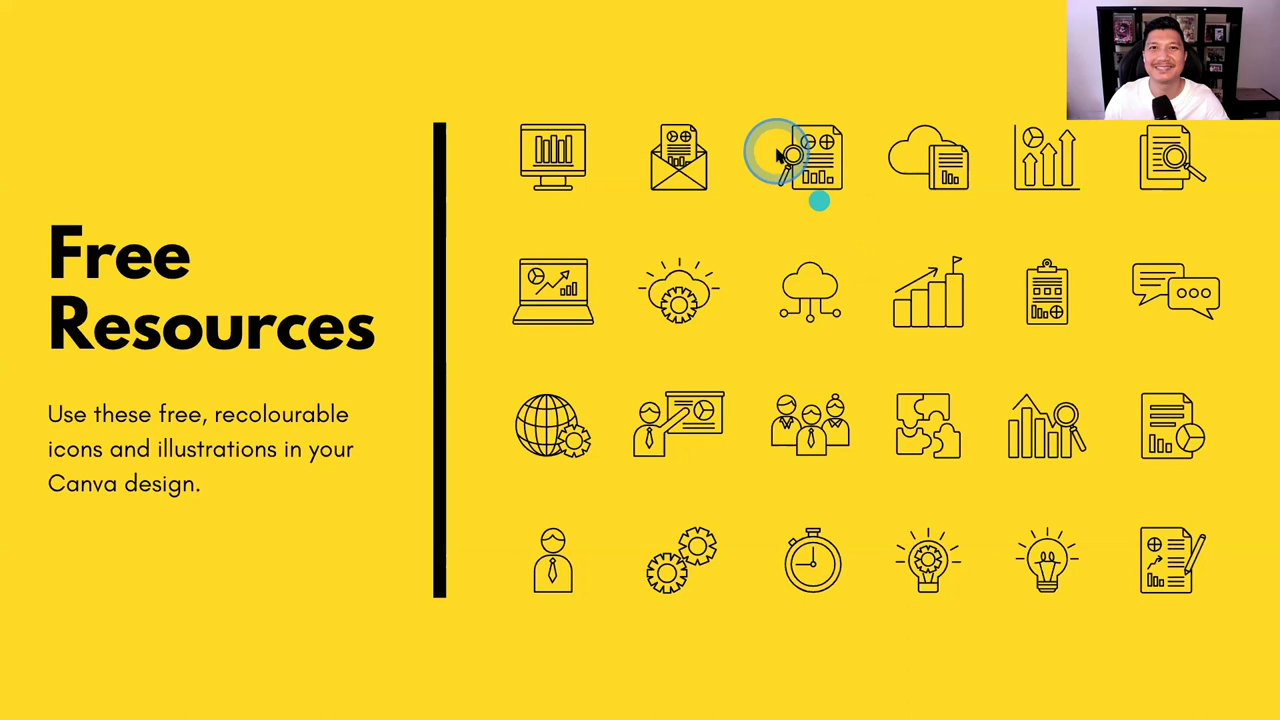 Free
Resources
Use these free, recolourable
icons and illustrations in your
Canva design.